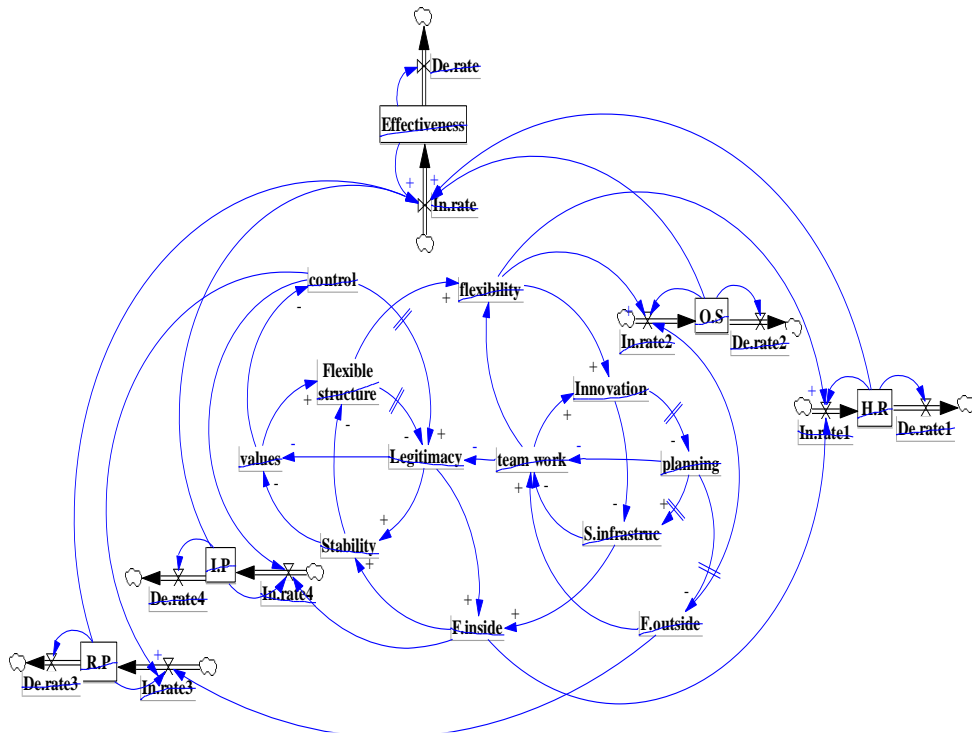 De.rate
Effectiveness
+
+
In.rate
control
-
flexibility
+
+
O.S
In.rate2
De.rate2
Flexible
structure
+
-
Innovation
+
+
+
H.R
In.rate1
De.rate1
values
-
-
+
Legitimacy
-
team work
-
-
planning
-
+
-
+
-
S.infrastruc
+
Stability
+
+
I.P
De.rate4
In.rate4
+
+
F.inside
-
F.outside
+
R.P
De.rate3
In.rate3